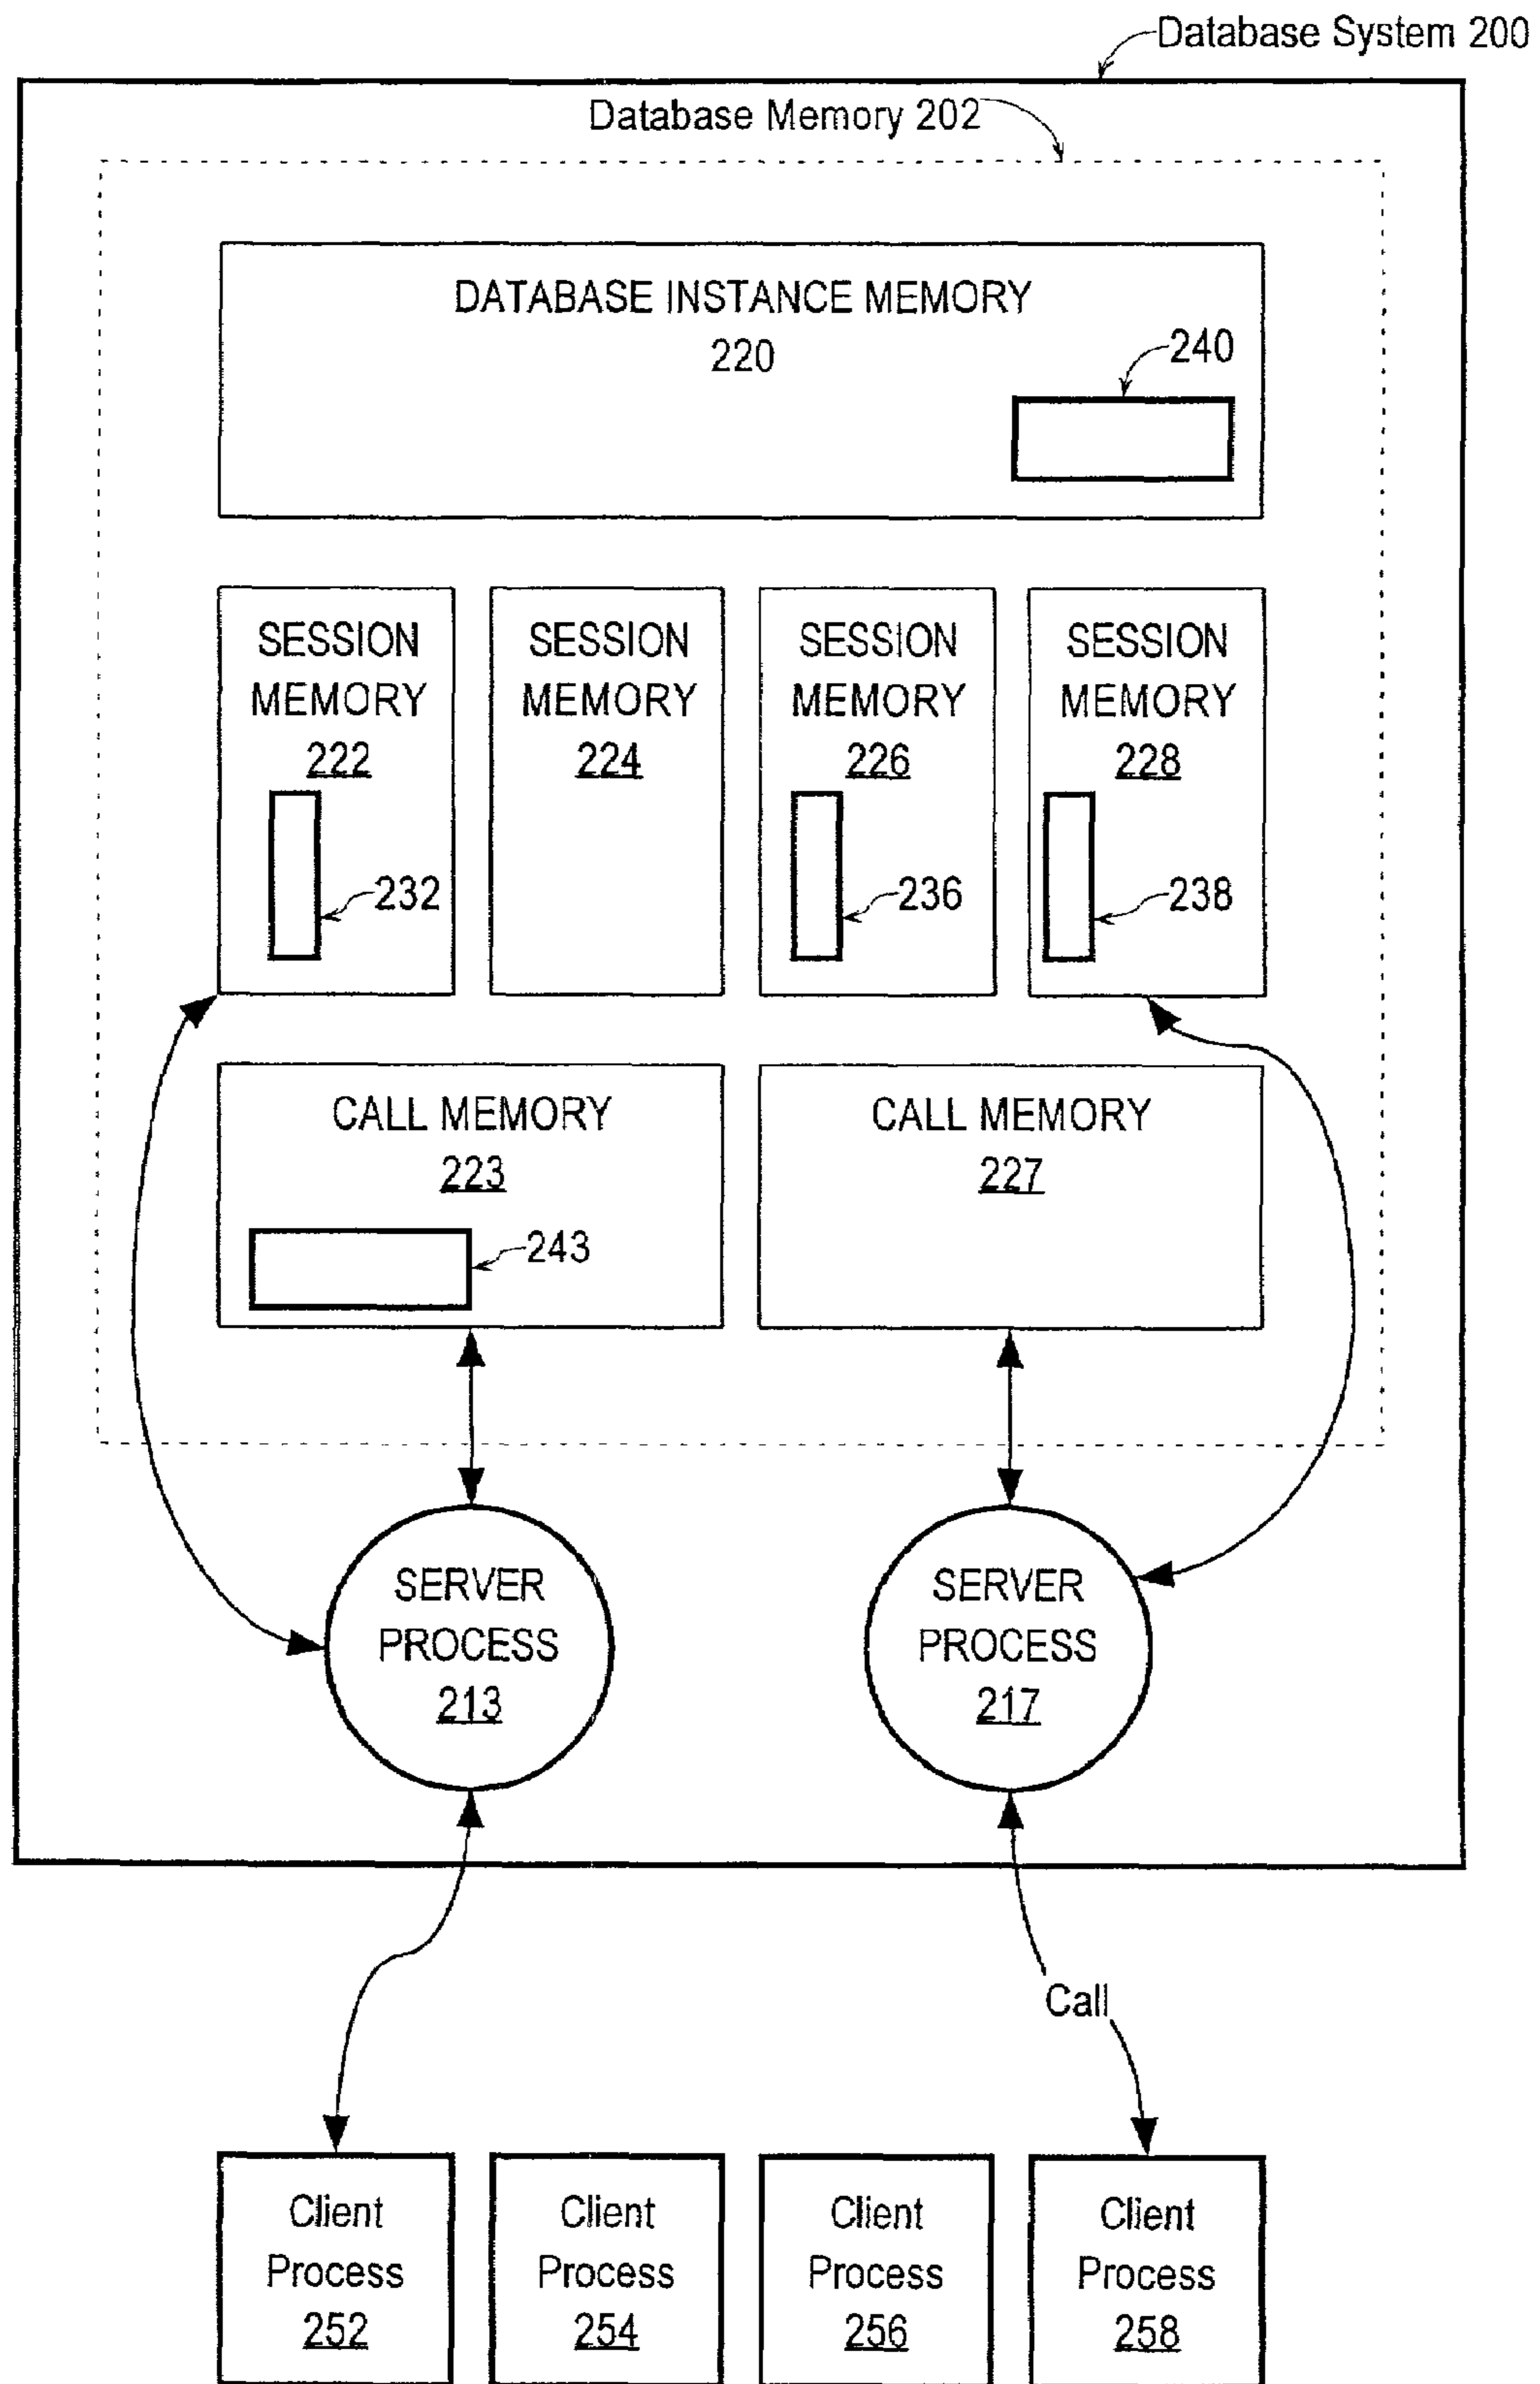 Database System 200
Database Memory 202
DATABASE INSTANCE MEMORY
220
240
SESSION
MEMORY
222
232
SESSION
MEMORY
224
SESSION
MEMORY
226
236
SESSION
MEMORY
228
238
CALL MEMORY
223
243
CALL MEMORY
227
SERVER
PROCESS
213
SERVER
PROCESS
217
Call
Client
Process
252
Client
Process
254
Client
Process
256
Client
Process
258